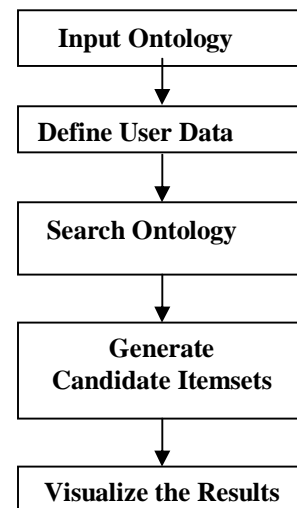 Input Ontology
Define User Data
Search Ontology
Generate
Candidate Itemsets
Visualize the Results